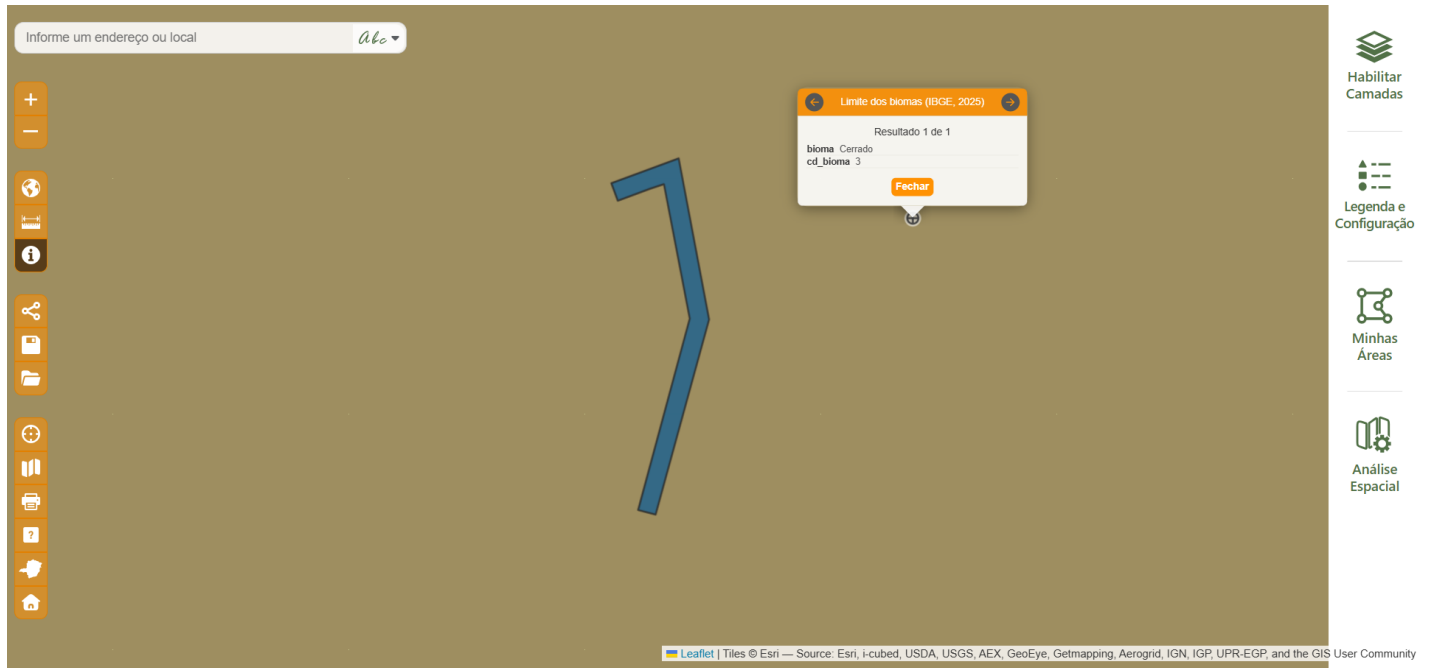 Informe um endereço ou local
Abc
Habilitar
Camadas
Limite dos biomas (IBGE, 2025)
Resultado 1 de 1
bioma Cerrado
cd_bioma 3
Fechar
Legenda e
Configuração
Minhas
Áreas
Análise
Espacial
Leaflet | Tiles © Esri — Source: Esri, i-cubed, USDA, USGS, AEX, GeoEye, Getmapping, Aerogrid, IGN, IGP, UPR-EGP, and the GIS User Community